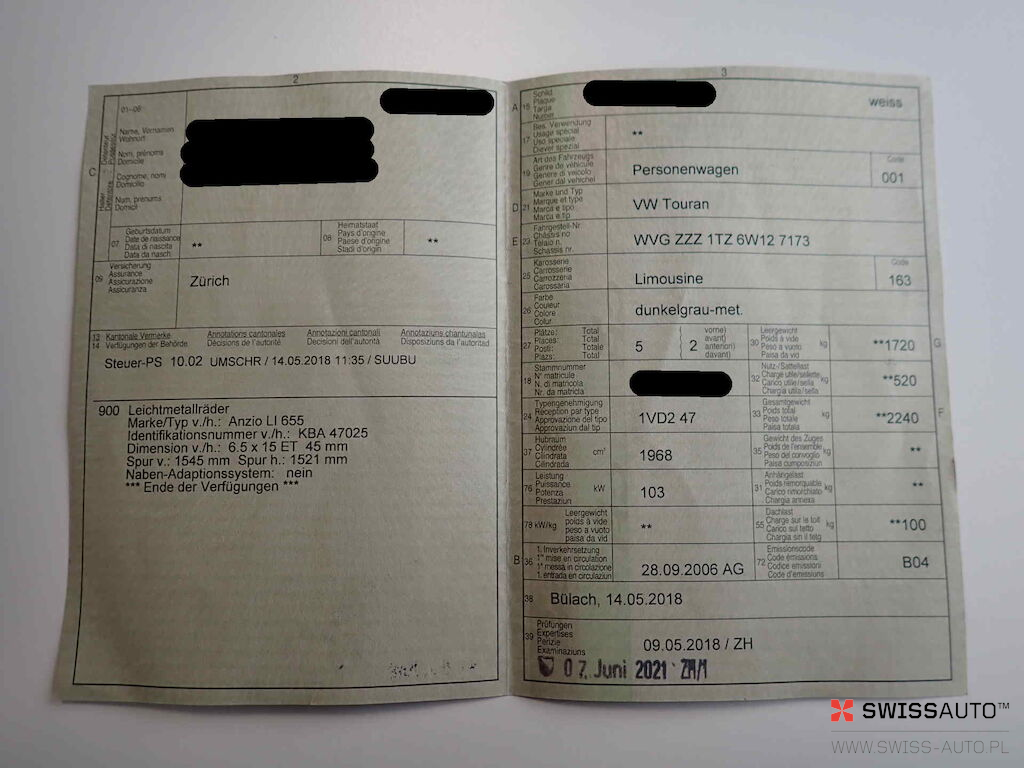 2
01-06
C
Halter Détenteur
Detentore Possessur
Name, Vornamen
Wohnort
Nom, prénoms
Domicile
Cognome, nomi
Domicilio
Num, prenums
Domicil
07
Geburtsdatum
Date de naissance
Data di nascita
Data da nasch.
**
08
Heimatstaat
Pays d'origine
Paese d'origine
Stadi d'origin
**
09
Versicherung
Assurance
Assicurazione
Assicuranza
Zürich
13 Kantonale Vermerke Annotations cantonales Annotazioni cantonali Annotaziuns chantunalas
14 Verfügungen der Behörde Décisions de l'autorité Decisioni dell'autorità Disposiziuns da l'autoritad
Steuer-PS 10.02 UMSCHR / 14.05.2018 11:35 / SUUBU
900 Leichtmetallräder
Marke/Typ v./h.: Anzio LI 655
Identifikationsnummer v./h.: KBA 47025
Dimension v./h.: 6.5 x 15 ET 45 mm
Spur v.: 1545 mm Spur h.: 1521 mm
Naben-Adaptionssystem: nein
*** Ende der Verfügungen ***
3
A 15
Schild
Plaque
Targa
Numer
weiss
17
Bes. Verwendung
Usage spécial
Uso speciale
Diever spezial
**
19
Art des Fahrzeugs
Genre de véhicule
Genere di veicolo
Gener dal vehichel
Personenwagen
Code
001
D 21
Marke und Typ
Marque et type
Marca e tipo
Marca e tip
VW Touran
E 23
Fahrgestell-Nr
Châssis no
Telaio n.
Schassis nr.
WVG ZZZ 1TZ 6W12 7173
25
Karosserie
Carrosserie
Carrozzeria
Carossaria
Limousine
Code
163
26
Farbe
Couleur
Colore
Colur
dunkelgrau-met.
27
Plätze: Total
Places: Total
Posti: Totale
Plazs: Total
5
2
vorne)
avant)
anteriori)
davant)
30
Leergewicht
Poids à vide
Peso a vuoto kg
Paisa da vid
**1720
G
18
Stammnummer
N° matricule
N. di matricola
Nr. da matricla
32
Nutz-/Sattellast
Charge utile/sellette
Carico utile/sella kg
Chargia utila/sella
**520
24
Typengenehmigung
Réception par type
Approvazione del tipo
Approvaziun dal tip
1VD2 47
33
Gesamtgewicht
Poids total kg
Peso totale
Paisa totala
**2240
F
37
Hubraum
Cylindrée cm³
Cilindrata
Cilindrada
1968
35
Gewicht des Zuges
Poids de l'ensemble
Peso del convoglio kg
Paisa cumposiziun
**
76
Leistung
Puissance kW
Potenza
Prestaziun
103
31
Anhängelast
Poids remorquable kg
Carico rimorchiato
Chargia annexa
**
78 kW/kg
Leergewicht
poids à vide
peso a vuoto
paisa da vid
**
55
Dachlast
Charge sur le toit
Carico sul tetto kg
Chargia sin il tetg
**100
B 36
1. Inverkehrsetzung
1re mise en circulation
1a messa in circolazione
1. entrada en circulaziun
28.09.2006 AG
72
Emissionscode
Code émissions
Codice emissioni
Code d'emissiuns
B04
38
Bülach, 14.05.2018
39
Prüfungen
Expertises
Perizie
Examinaziuns
09.05.2018 / ZH
07. Juni 2021 ZH/1
SWISSAUTO™
WWW.SWISS-AUTO.PL